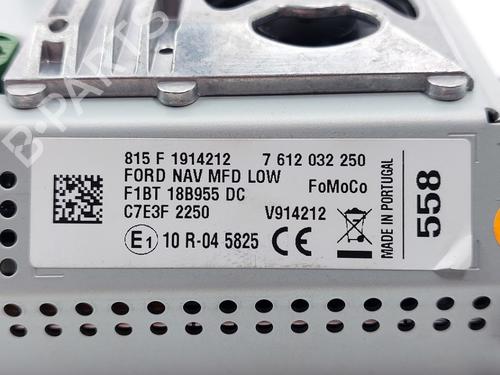 815 F 1914212 7 612 032 250
FORD NAV MFD LOW
F1BT 18B955 DC FoMoCo
C7E3F 2250 V914212
E1 10 R-04 5825 CE
MADE IN PORTUGAL
558
B-PARTS